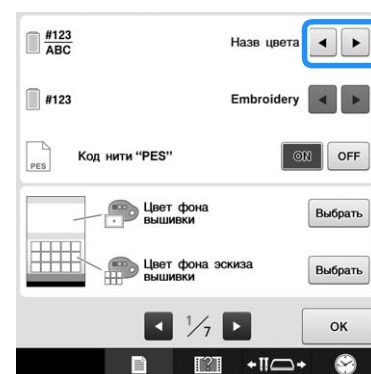 #123
ABC
Назв цвета
#123
Embroidery
PES
Код нити “PES”
ON
OFF
Цвет фона
вышивки
Выбрать
Цвет фона эскиза
вышивки
Выбрать
1/7
OK